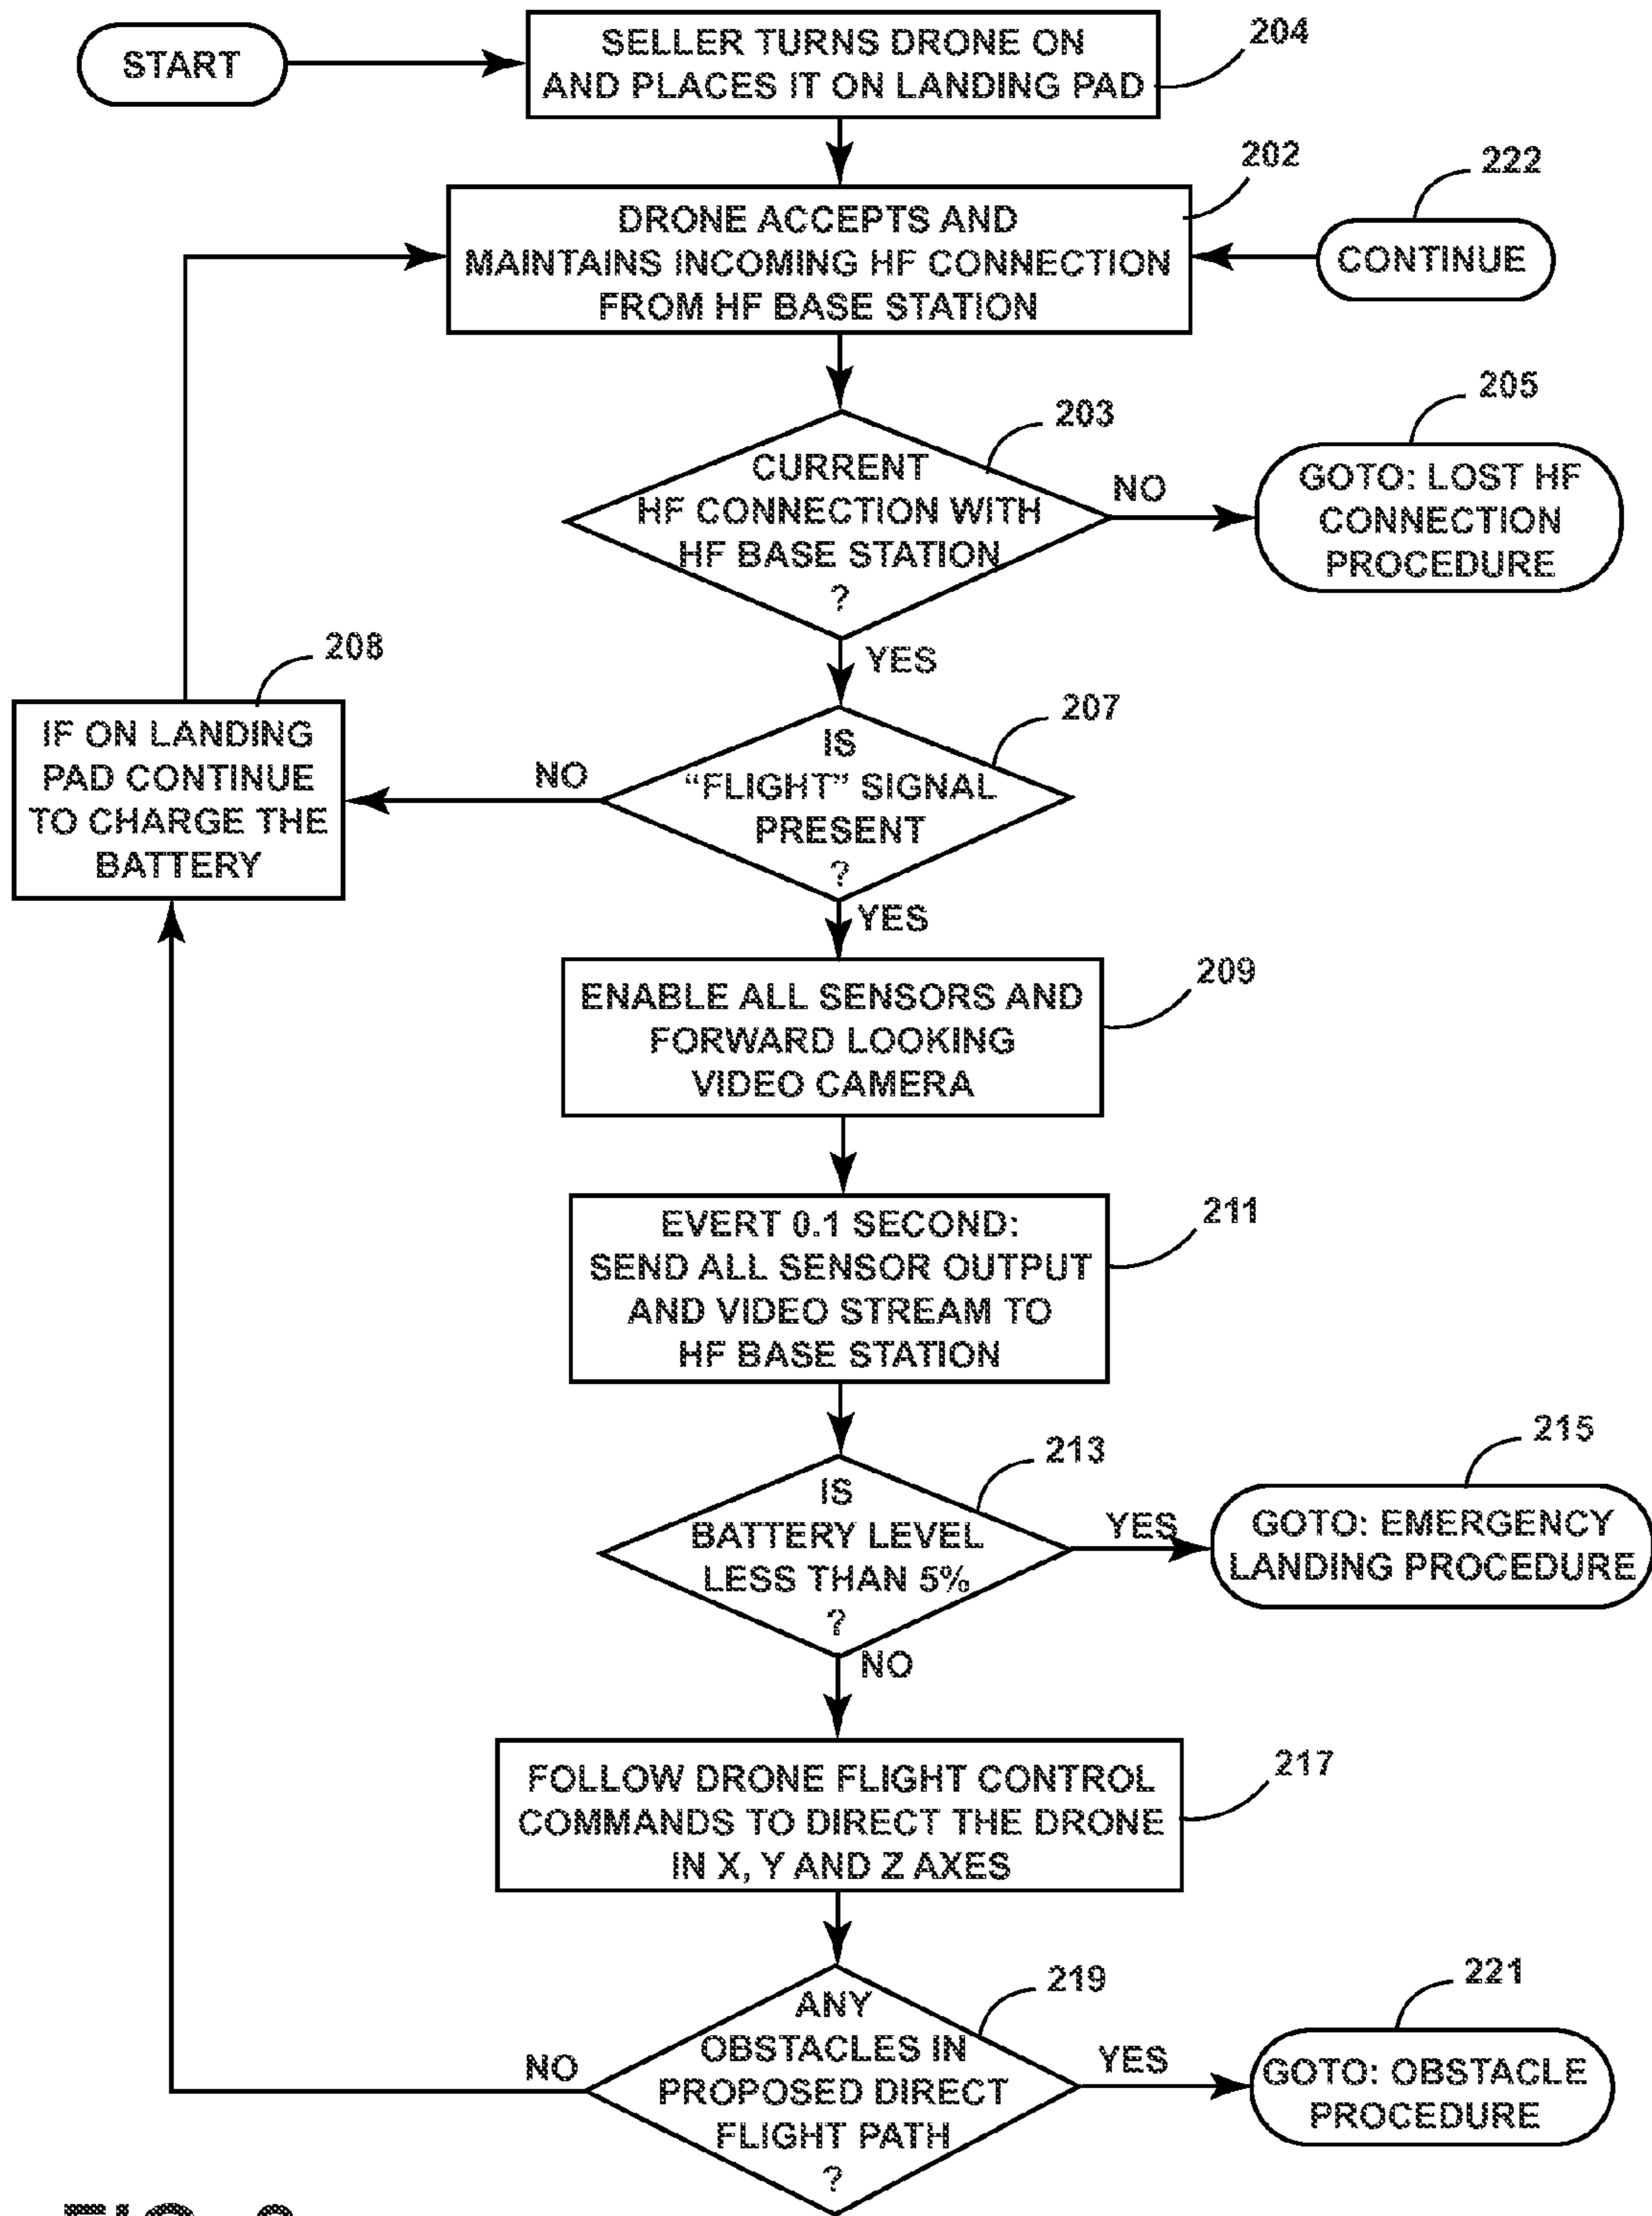 START
SELLER TURNS DRONE ON
AND PLACES IT ON LANDING PAD
204
202
DRONE ACCEPTS AND
MAINTAINS INCOMING HF CONNECTION
FROM HF BASE STATION
222
CONTINUE
203
CURRENT
HF CONNECTION WITH
HF BASE STATION
?
NO
205
GOTO: LOST HF
CONNECTION
PROCEDURE
YES
208
IF ON LANDING
PAD CONTINUE
TO CHARGE THE
BATTERY
NO
207
IS
“FLIGHT” SIGNAL
PRESENT
?
YES
209
ENABLE ALL SENSORS AND
FORWARD LOOKING
VIDEO CAMERA
211
EVERT 0.1 SECOND:
SEND ALL SENSOR OUTPUT
AND VIDEO STREAM TO
HF BASE STATION
213
IS
BATTERY LEVEL
LESS THAN 5%
?
YES
215
GOTO: EMERGENCY
LANDING PROCEDURE
NO
217
FOLLOW DRONE FLIGHT CONTROL
COMMANDS TO DIRECT THE DRONE
IN X, Y AND Z AXES
219
ANY
OBSTACLES IN
PROPOSED DIRECT
FLIGHT PATH
?
NO
YES
221
GOTO: OBSTACLE
PROCEDURE